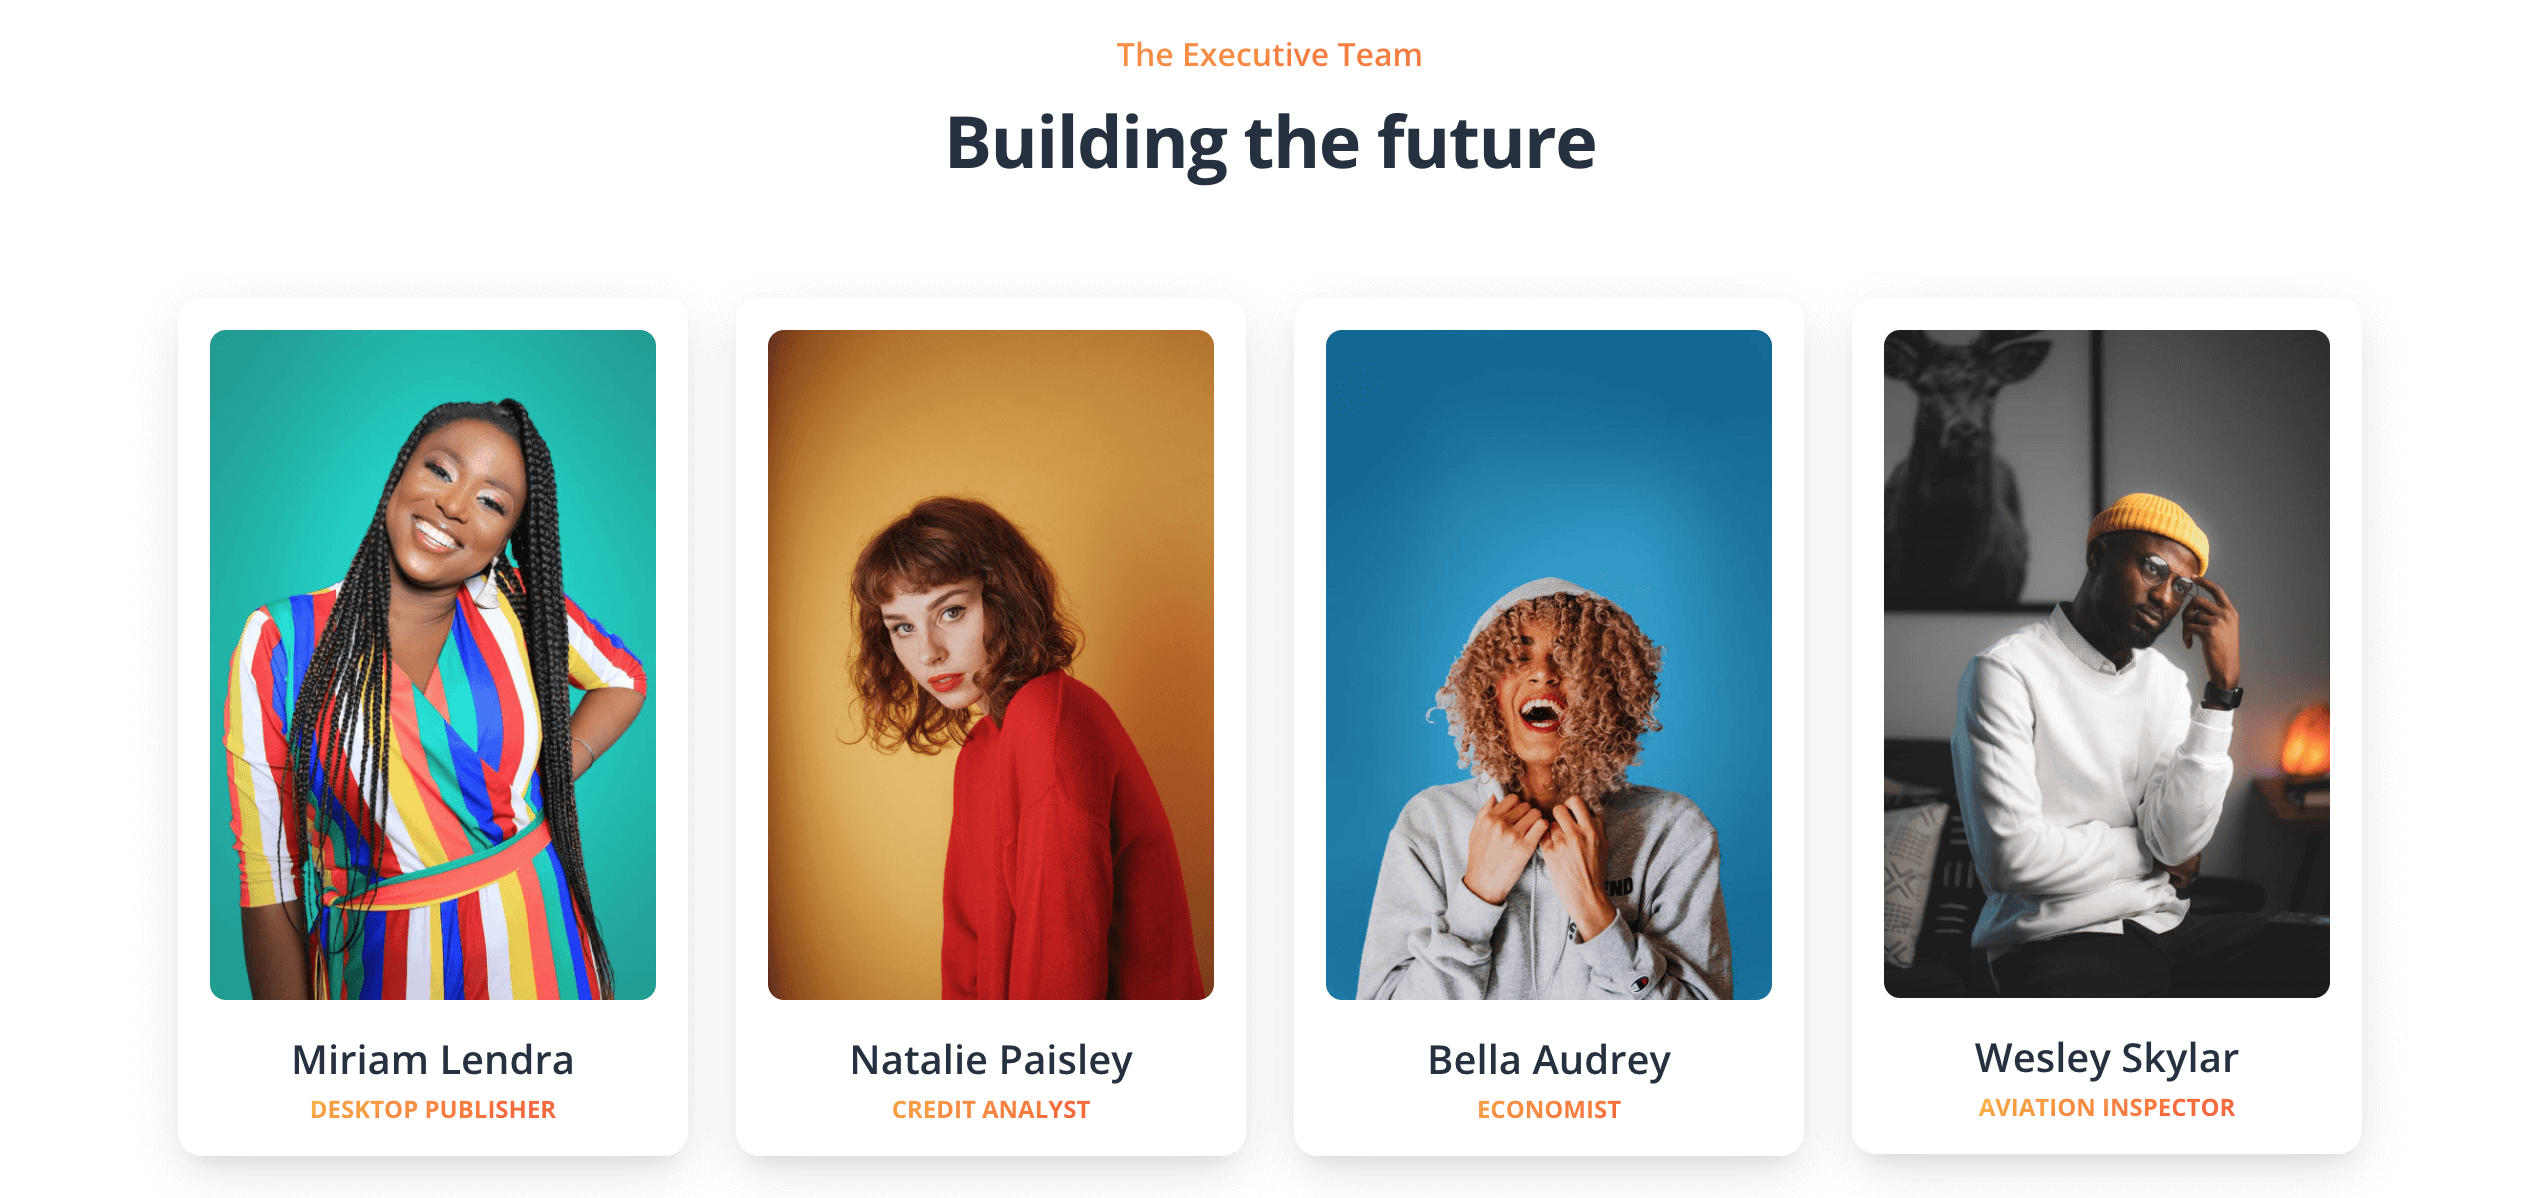 The Executive Team
Building the future
Miriam Lendra
DESKTOP PUBLISHER
Natalie Paisley
CREDIT ANALYST
Bella Audrey
ECONOMIST
Wesley Skylar
AVIATION INSPECTOR